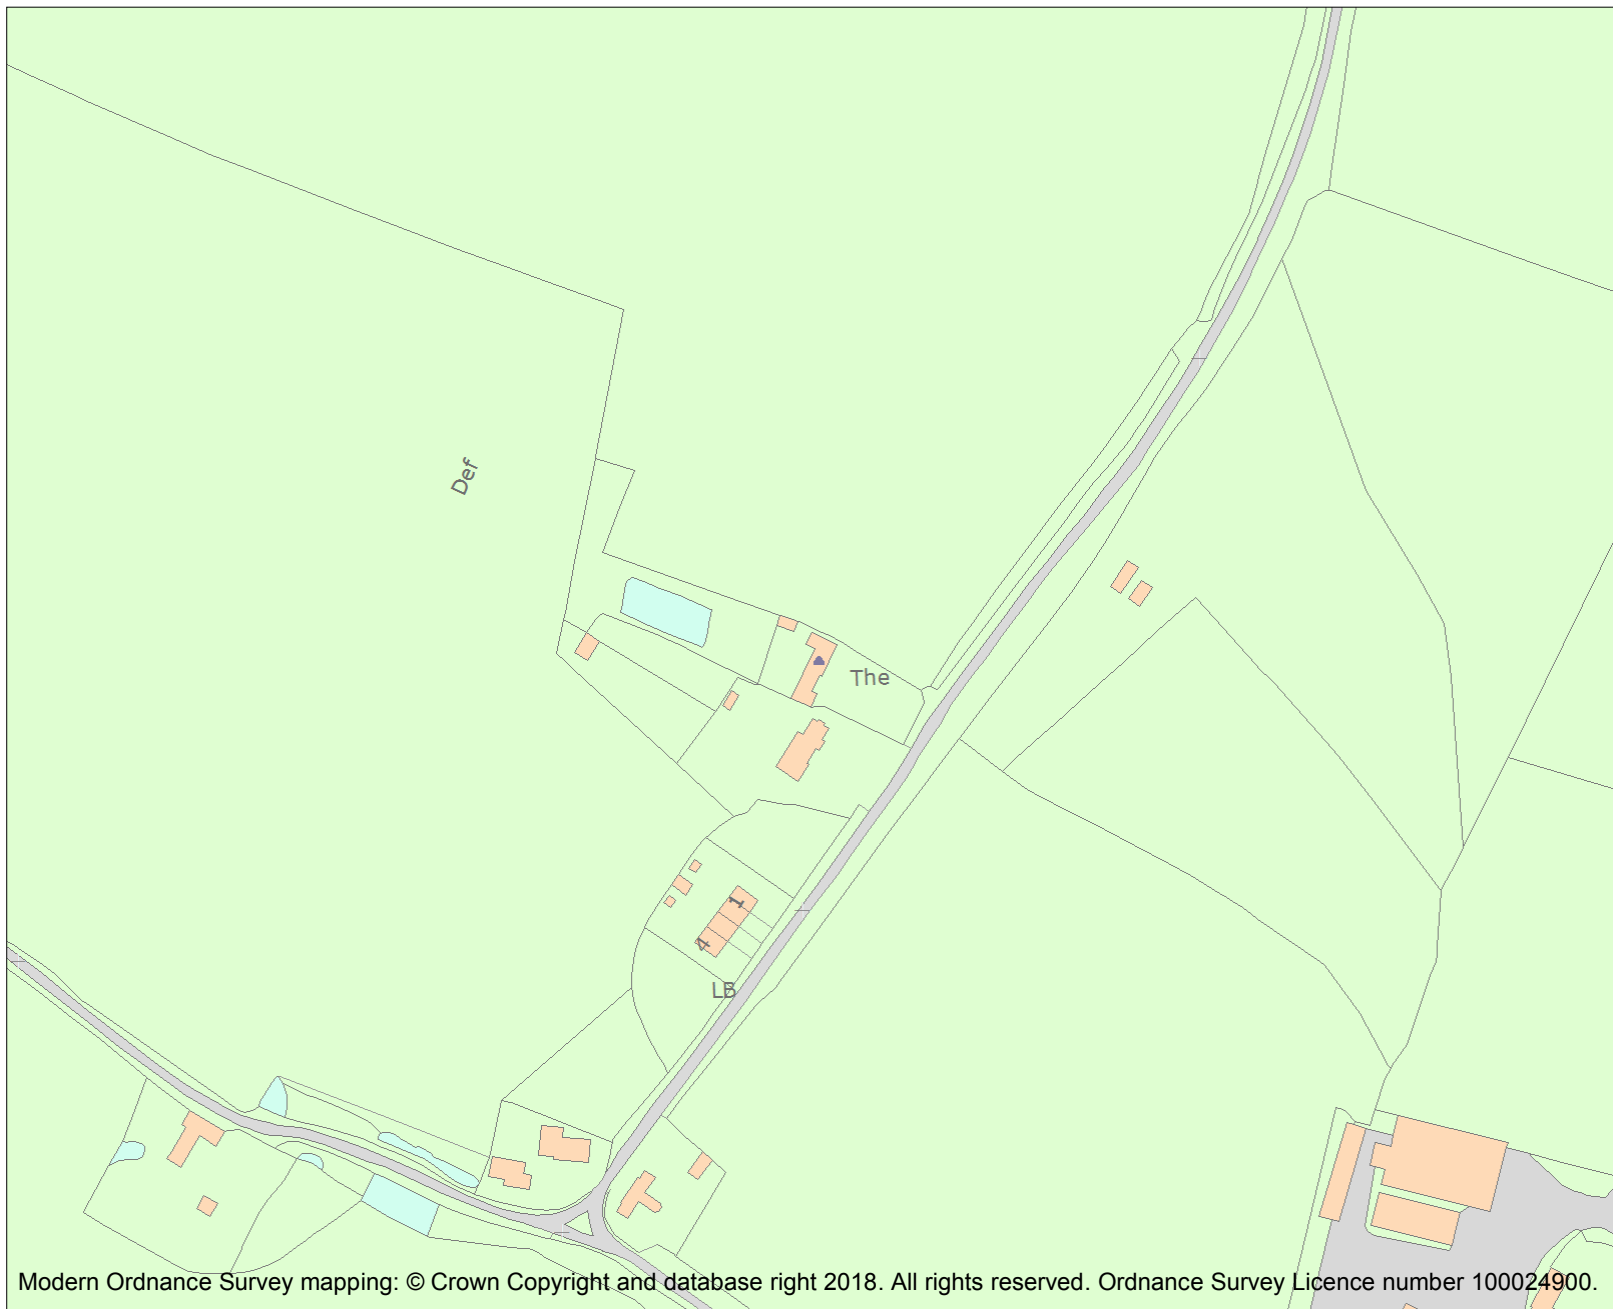 Def
The
1
4
LB
Modern Ordnance Survey mapping: © Crown Copyright and database right 2018. All rights reserved. Ordnance Survey Licence number 100024900.